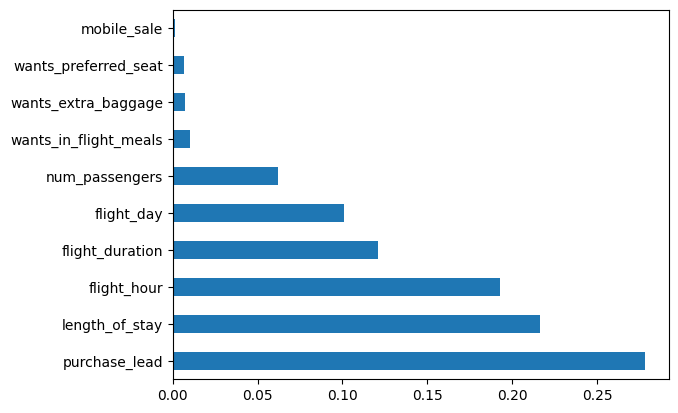 mobile_sale
wants_preferred_seat
wants_extra_baggage
wants_in_flight_meals
num_passengers
flight_day
flight_duration
flight_hour
length_of_stay
purchase_lead
0.00 0.05 0.10 0.15 0.20 0.25